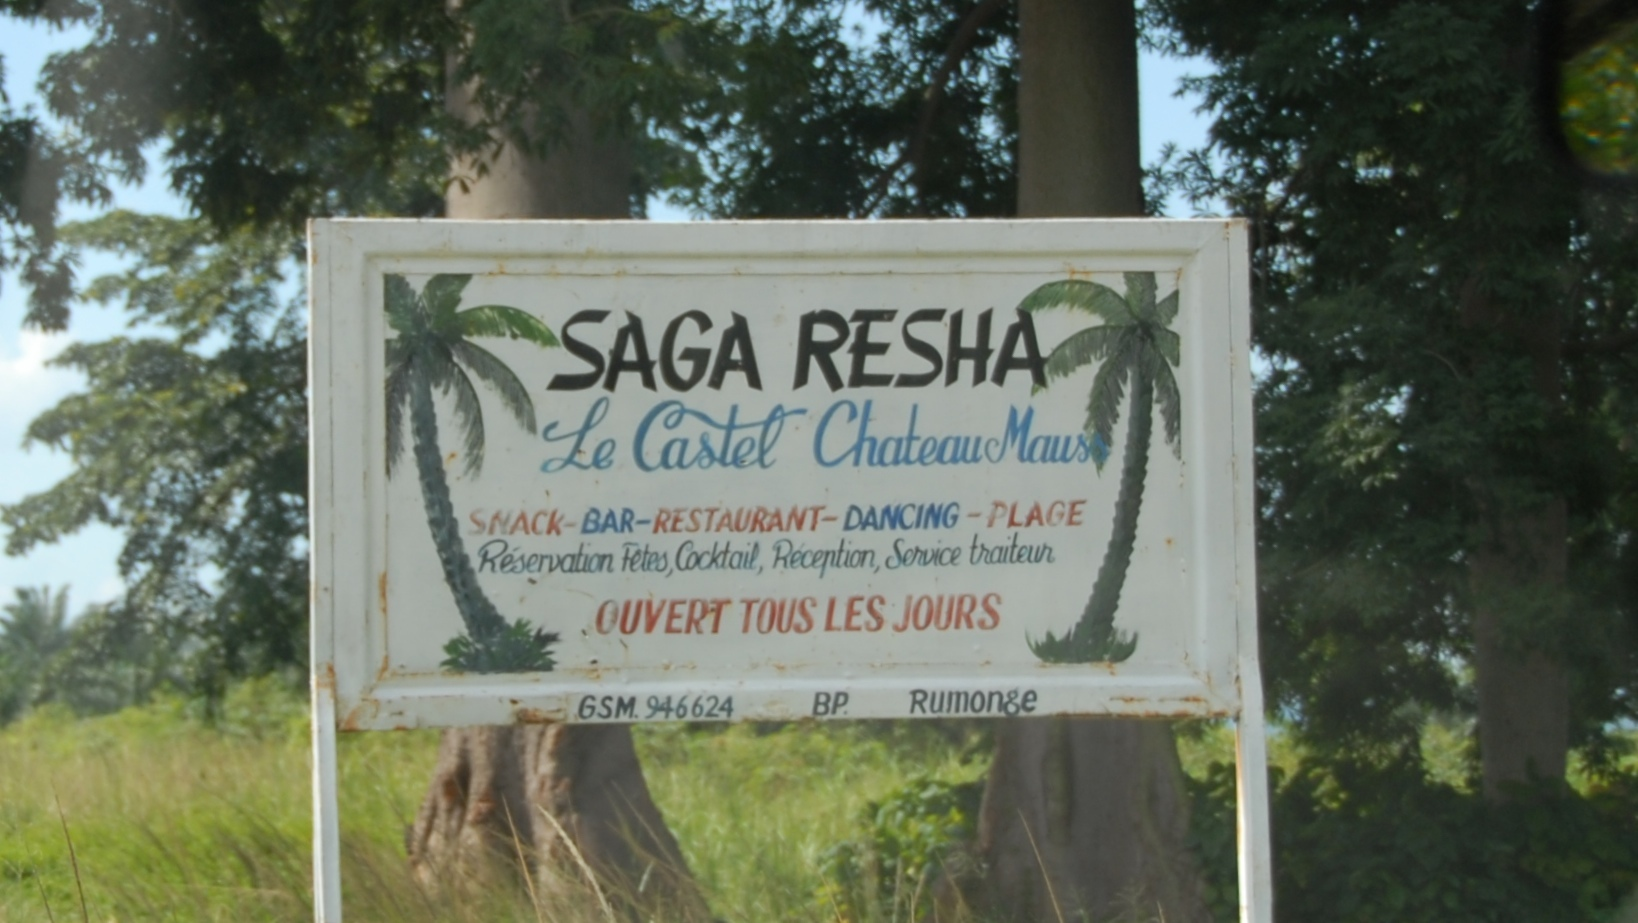 SAGA RESHA
Le Castel Chateau Mauss
SNACK-BAR-RESTAURANT-DANCING-PLAGE
Réservation Fêtes, Cocktail, Réception, Service traiteur
OUVERT TOUS LES JOURS
GSM. 946624 BP. Rumonge